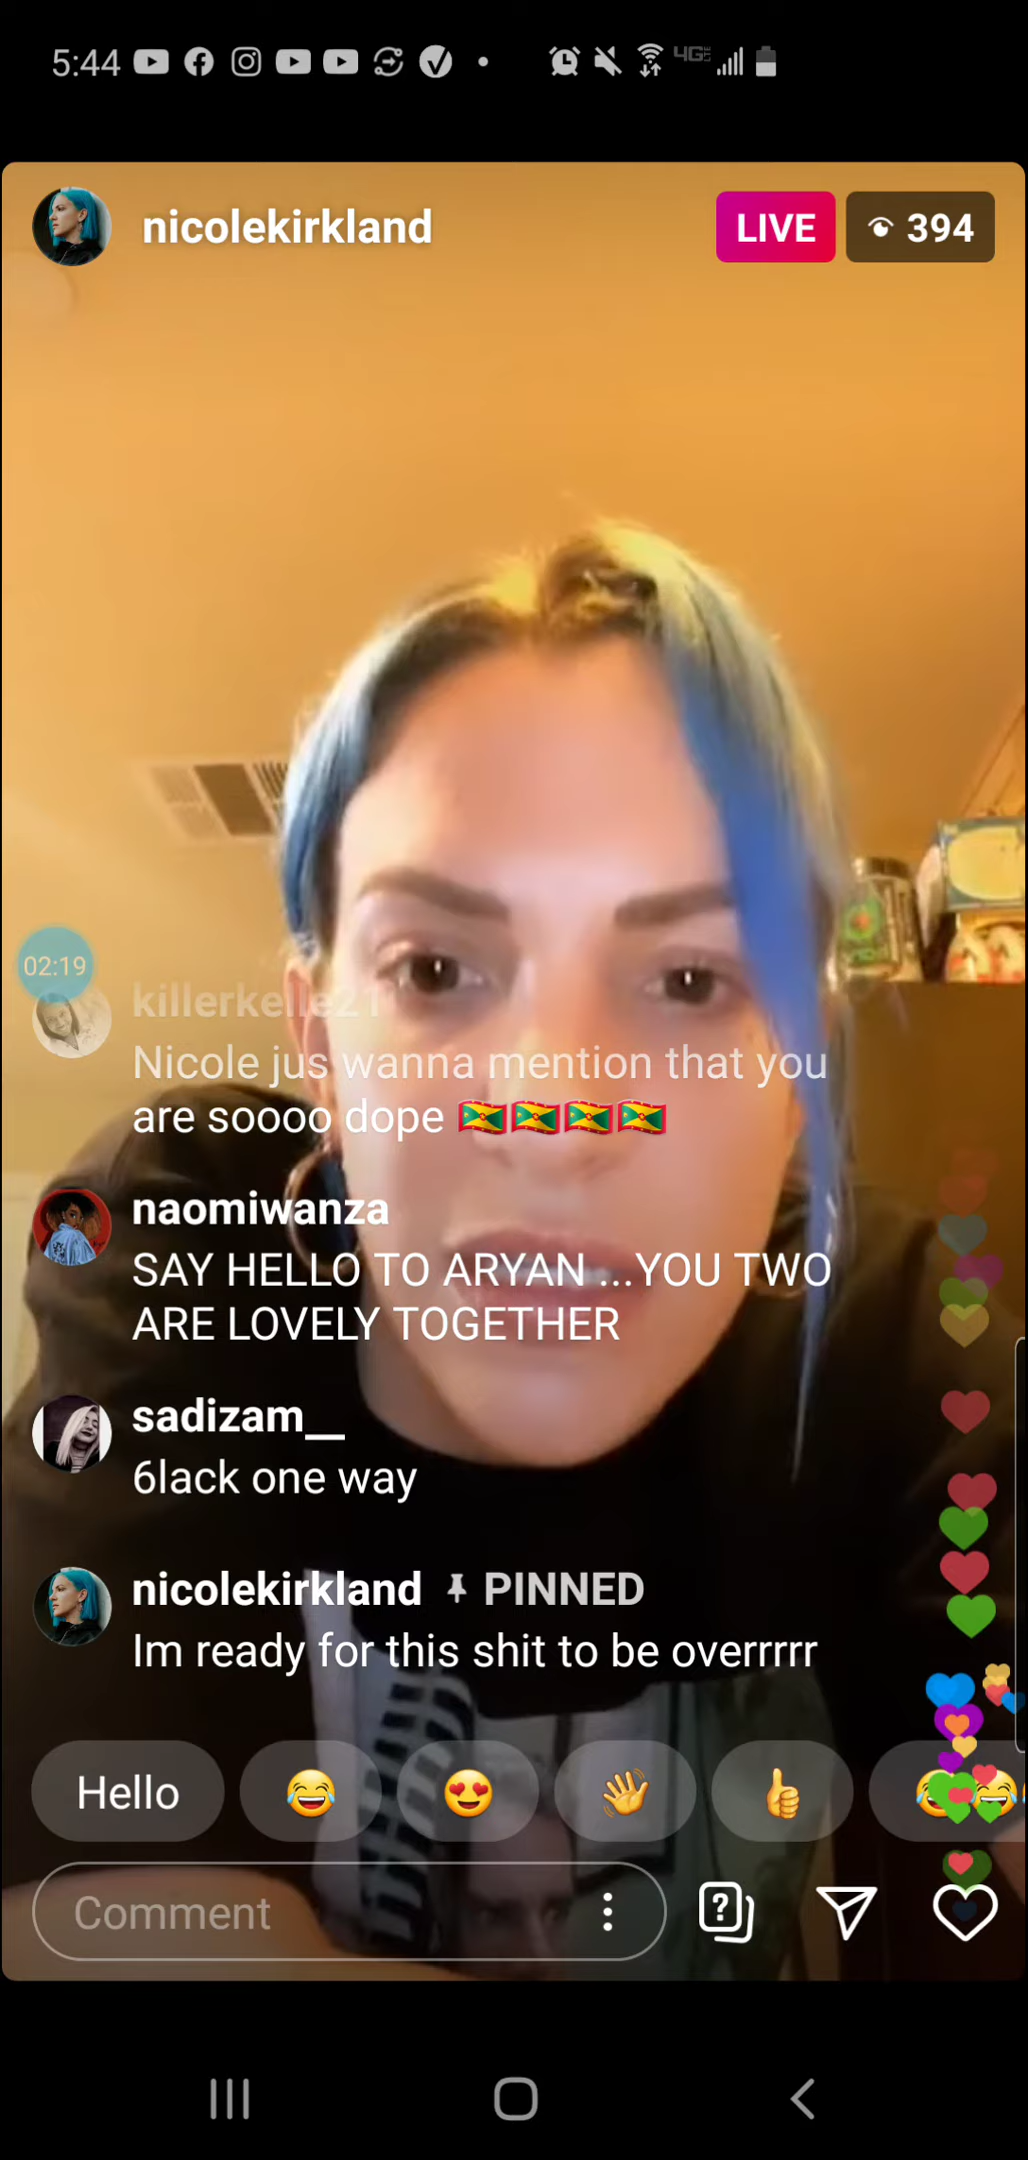 5:44
4GE
nicolekirkland
LIVE
394
02:19
killerkelle21
Nicole jus wanna mention that you
are soooo dope 🇬🇩🇬🇩🇬🇩🇬🇩
naomiwanza
SAY HELLO TO ARYAN ...YOU TWO
ARE LOVELY TOGETHER
sadizam__
6lack one way
nicolekirkland PINNED
Im ready for this shit to be overrrrr
Hello 😂 😍 👋 👍
Comment